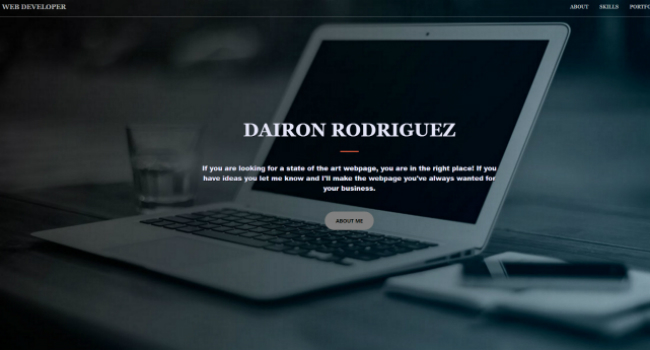 WEB DEVELOPER
ABOUT SKILLS PORTFO
DAIRON RODRIGUEZ
If you are looking for a state of the art webpage, you are in the right place! If you
have ideas you let me know and I'll make the webpage you've always wanted for
your business.
ABOUT ME